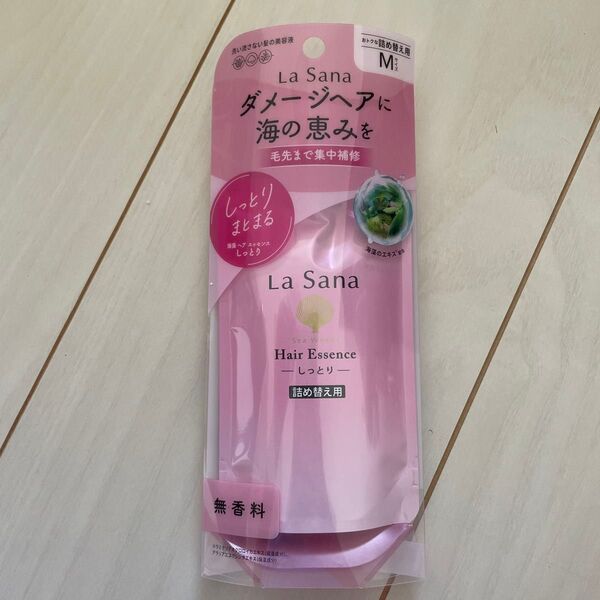 洗い流さない髪の美容液
おトクな詰め替え用
Mサイズ
La Sana
ダメージヘアに
海の恵みを
毛先まで集中補修
しっとり
まとまる
海藻 ヘア エッセンス
しっとり
海藻のエキス
La Sana
Hair Essence
しっとり
詰め替え用
無香料